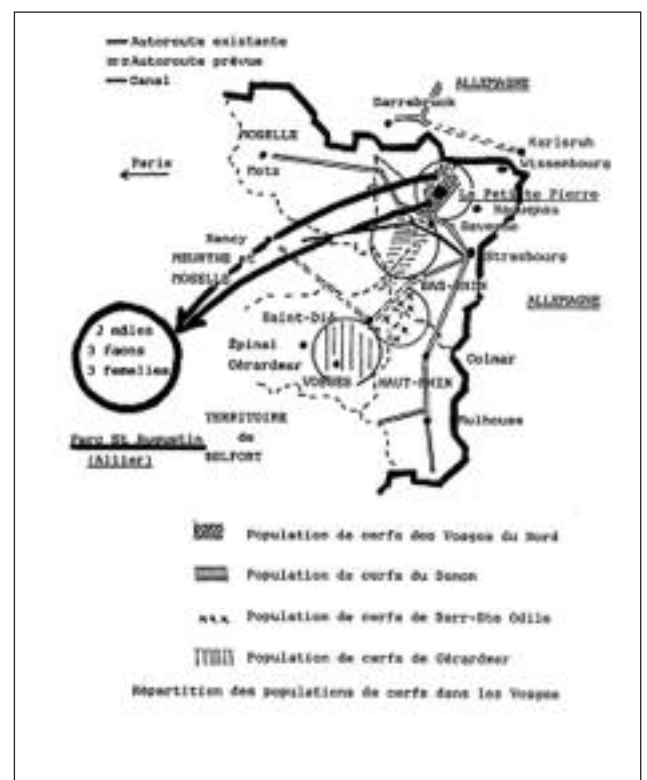 Autoroute existante
Autoroute prévue
Canal
ALLEMAGNE
Sarrebruck
MOSELLE
Metz
Karlsruh
Wissembourg
Paris
La Petite Pierre
Haguenau
Saverne
Nancy
MEURTHE et
MOSELLE
Strasbourg
BAS-RHIN
ALLEMAGNE
Saint-Dié
2 mâles
3 faons
3 femelles
Épinal
Gérardmer
Colmar
VOSGES
HAUT-RHIN
Parc St Augustin
(Allier)
TERRITOIRE
de
BELFORT
Mulhouse
Population de cerfs des Vosges du Nord
Population de cerfs du Donon
Population de cerfs de Barr-Ste Odile
Population de cerfs de Gérardmer
Répartition des populations de cerfs dans les Vosges